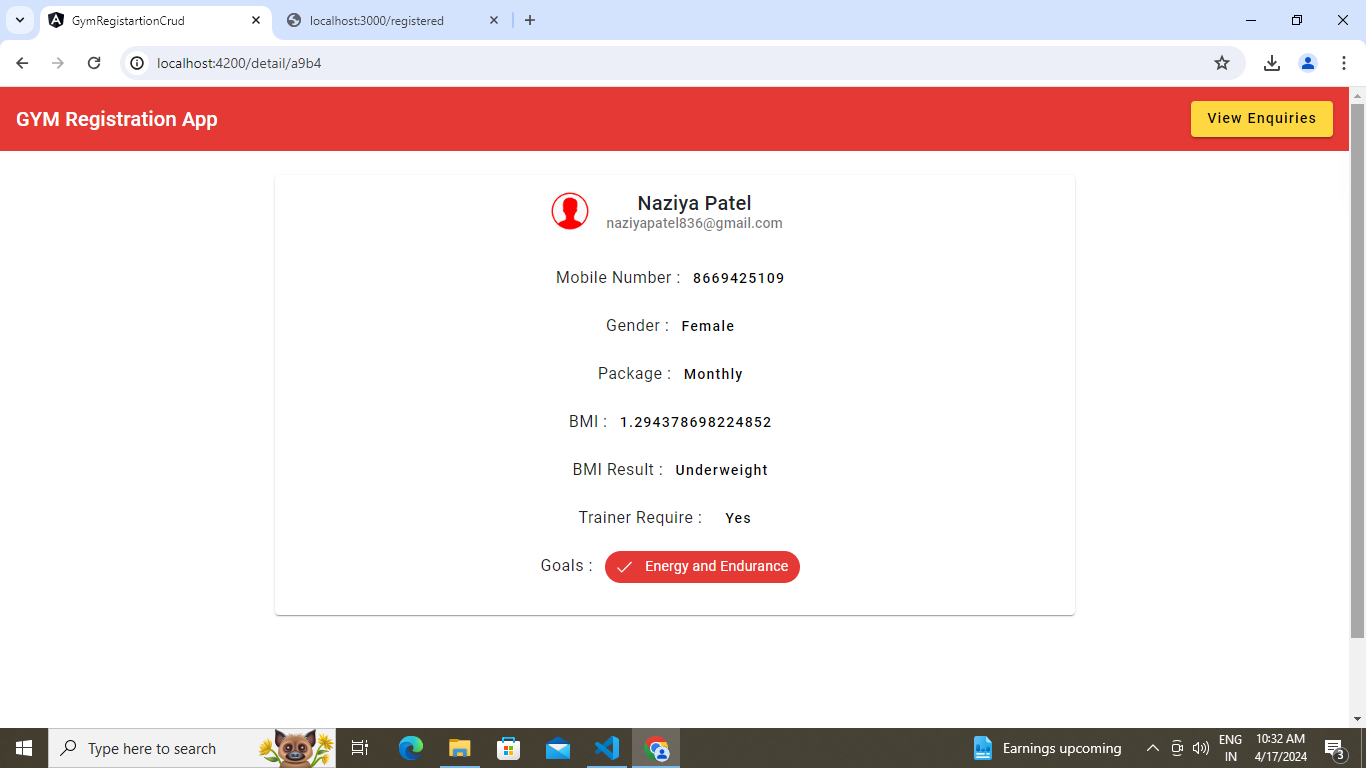 GymRegistartionCrud
localhost:3000/registered
localhost:4200/detail/a9b4
GYM Registration App
View Enquiries
Naziya Patel
naziyapatel836@gmail.com
Mobile Number : 8669425109
Gender : Female
Package : Monthly
BMI : 1.294378698224852
BMI Result : Underweight
Trainer Require : Yes
Goals : Energy and Endurance
Type here to search
Earnings upcoming
ENG
IN
10:32 AM
4/17/2024
3